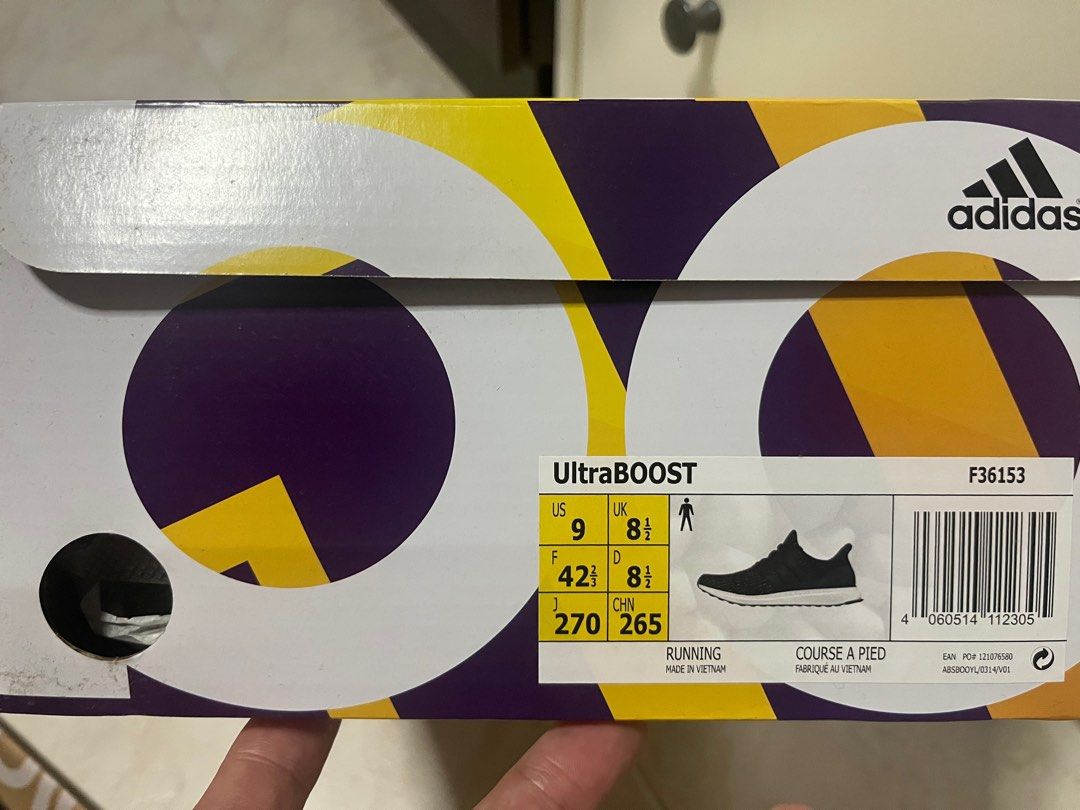 adidas
UltraBOOST
F36153
US 9
UK 8½
F 42⅔
D 8½
J 270
CHN 265
4 060514 112305
RUNNING
MADE IN VIETNAM
COURSE A PIED
FABRIQUÉ AU VIETNAM
EAN PO# 121076580
ABSBOOYL/0314/V01